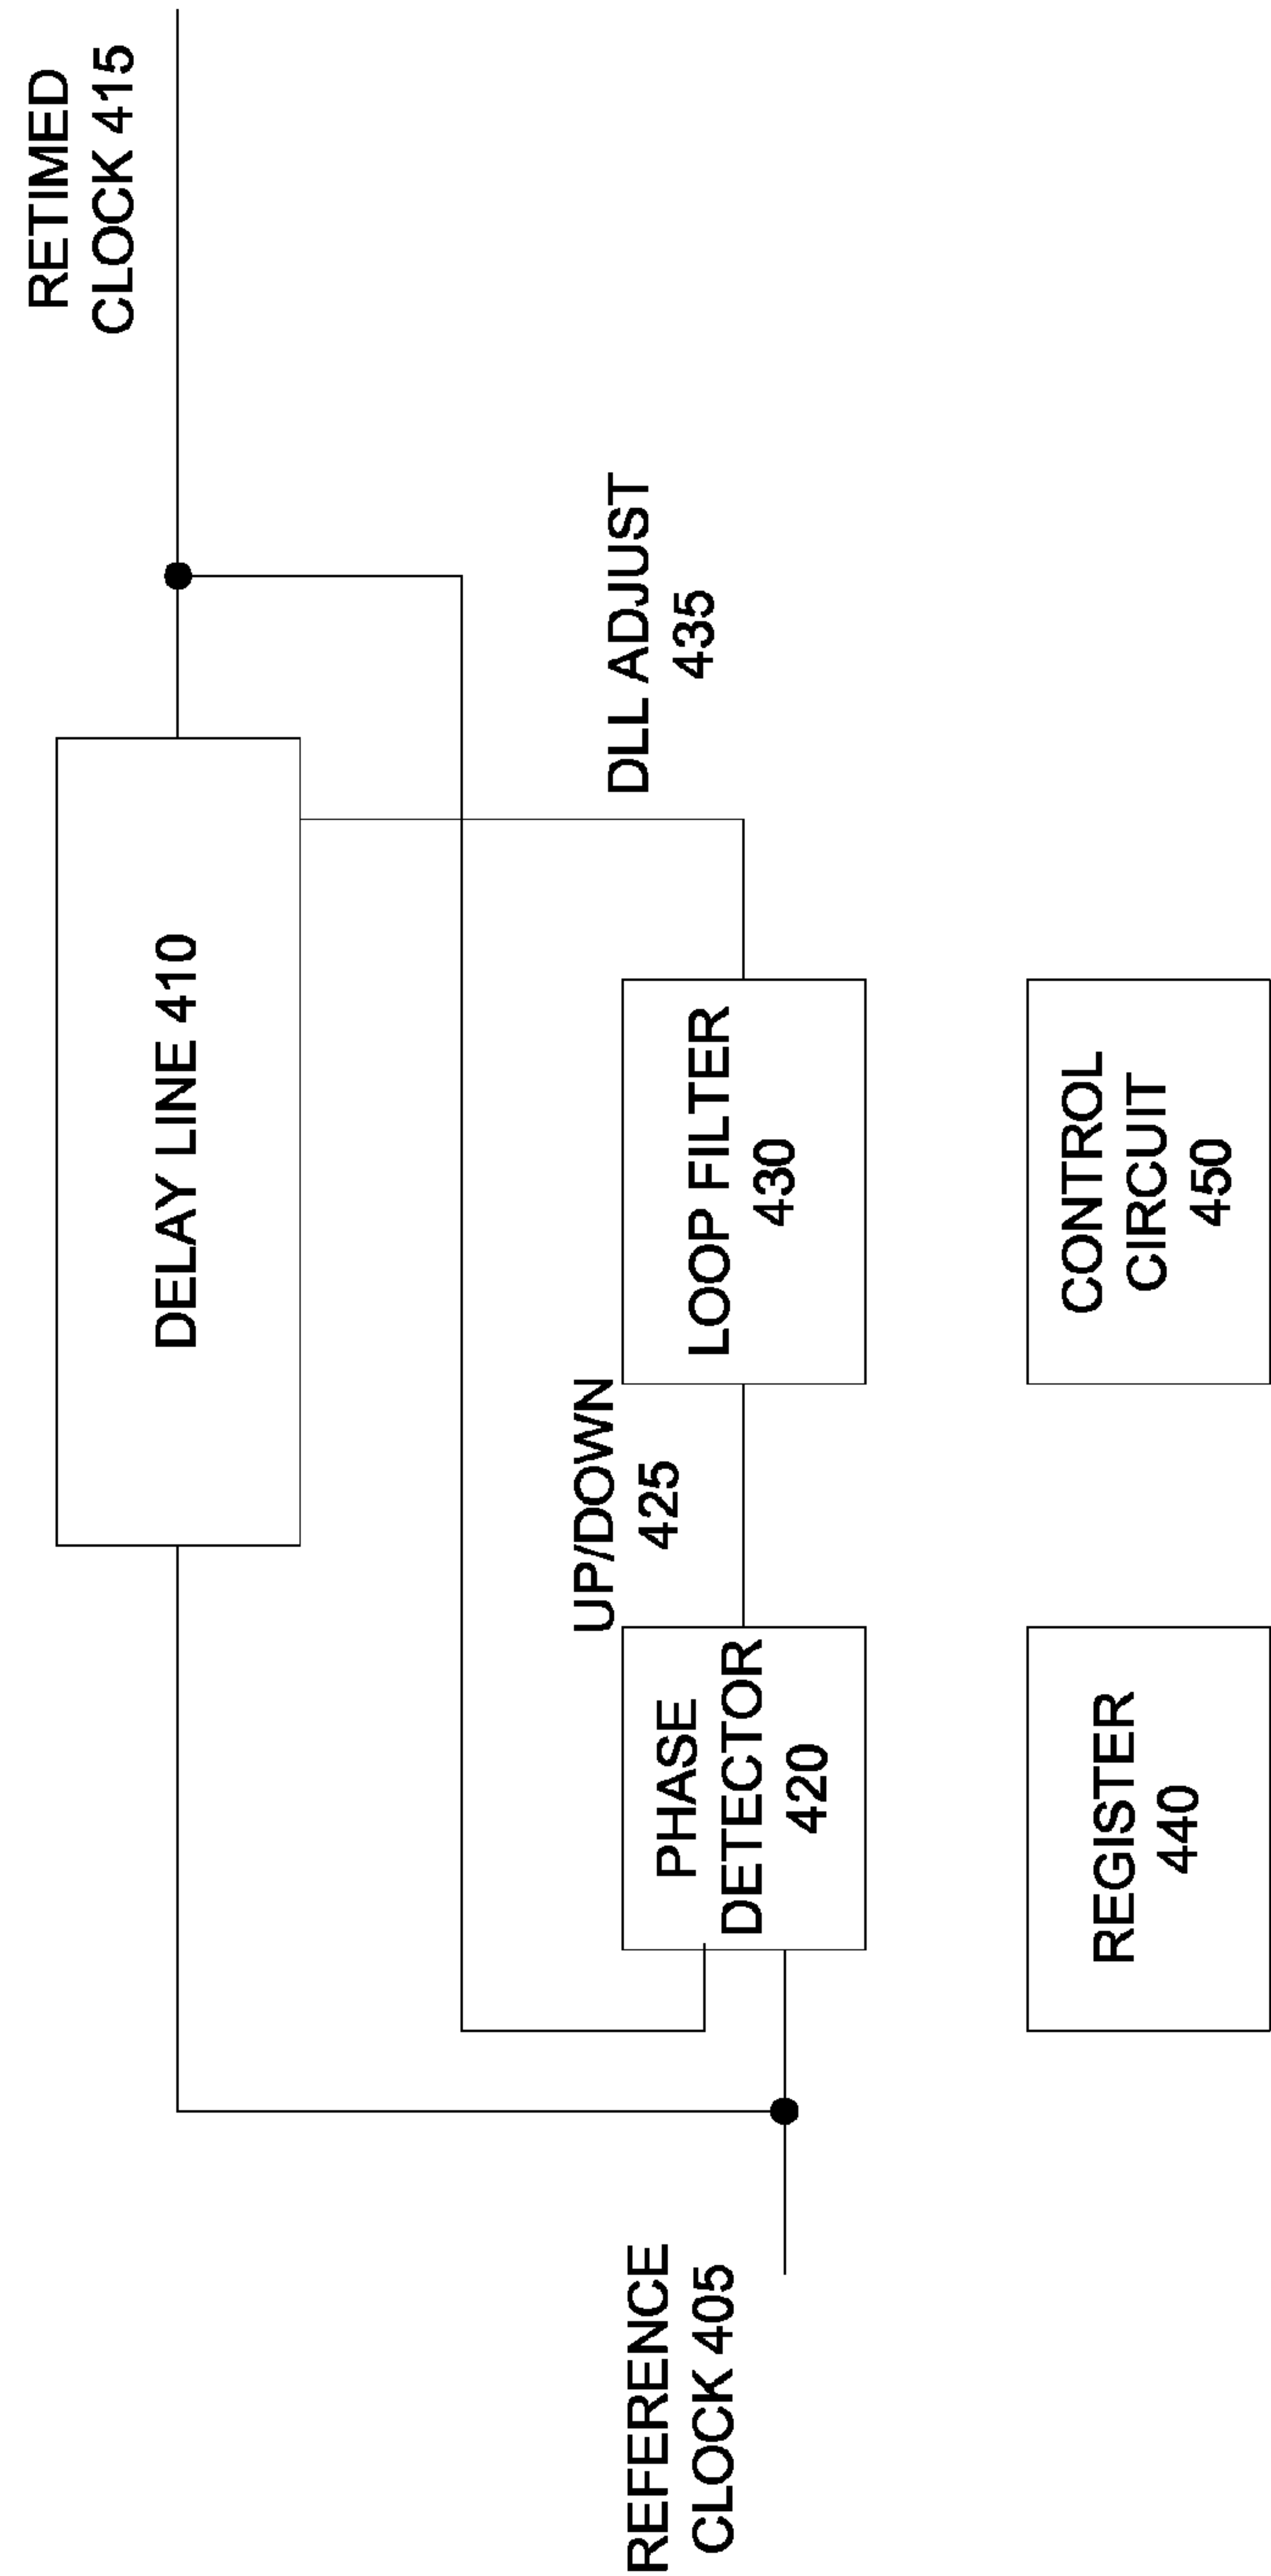 RETIMED
CLOCK 415
DELAY LINE 410
DLL ADJUST
435
UP/DOWN
425
REFERENCE
CLOCK 405
PHASE
DETECTOR
420
LOOP FILTER
430
REGISTER
440
CONTROL
CIRCUIT
450